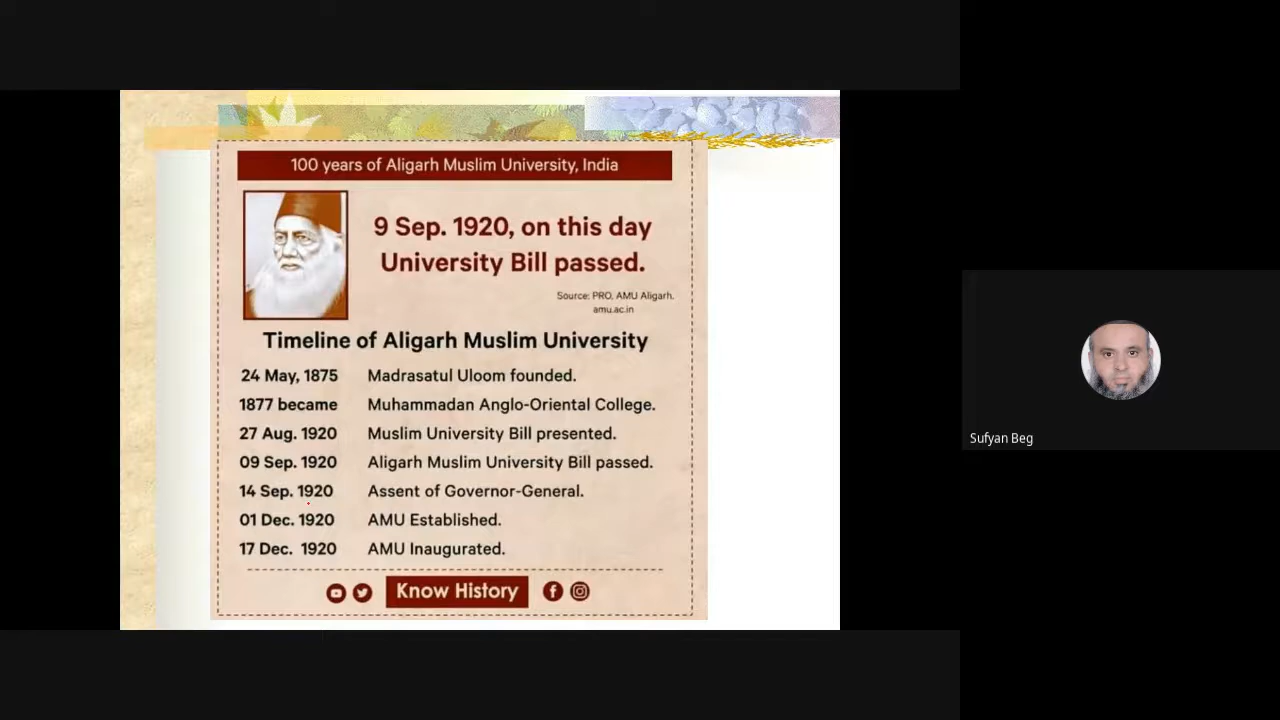 100 years of Aligarh Muslim University, India
9 Sep. 1920, on this day
University Bill passed.
Source: PRO, AMU Aligarh.
amu.ac.in
Timeline of Aligarh Muslim University
24 May, 1875 Madrasatul Uloom founded.
1877 became Muhammadan Anglo-Oriental College.
27 Aug. 1920 Muslim University Bill presented.
09 Sep. 1920 Aligarh Muslim University Bill passed.
14 Sep. 1920 Assent of Governor-General.
01 Dec. 1920 AMU Established.
17 Dec. 1920 AMU Inaugurated.
Know History
Sufyan Beg